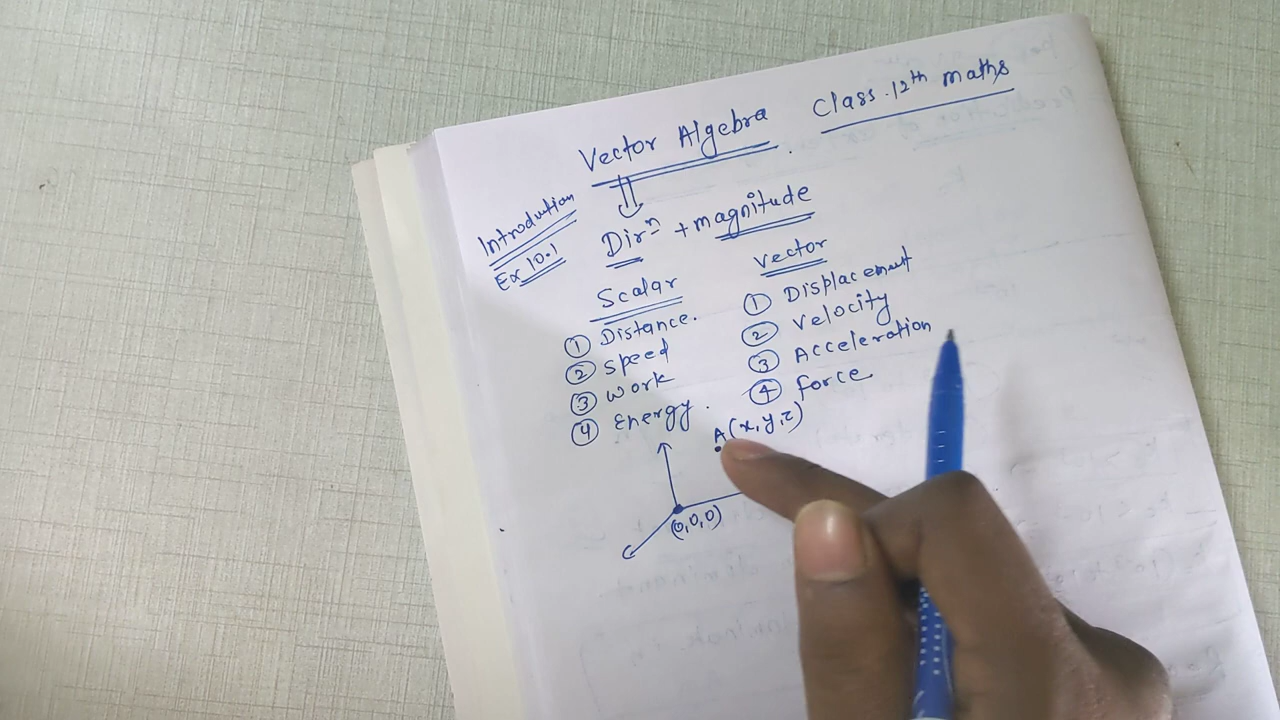 Vector Algebra Class.12th maths
Introdution
Ex 10.1
Dirⁿ + magnitude
Scalar
① Distance.
② Speed
③ Work
④ Energy.
Vector
① Displacement
② Velocity
③ Acceleration
④ force
A(x,y,z)
(0,0,0)